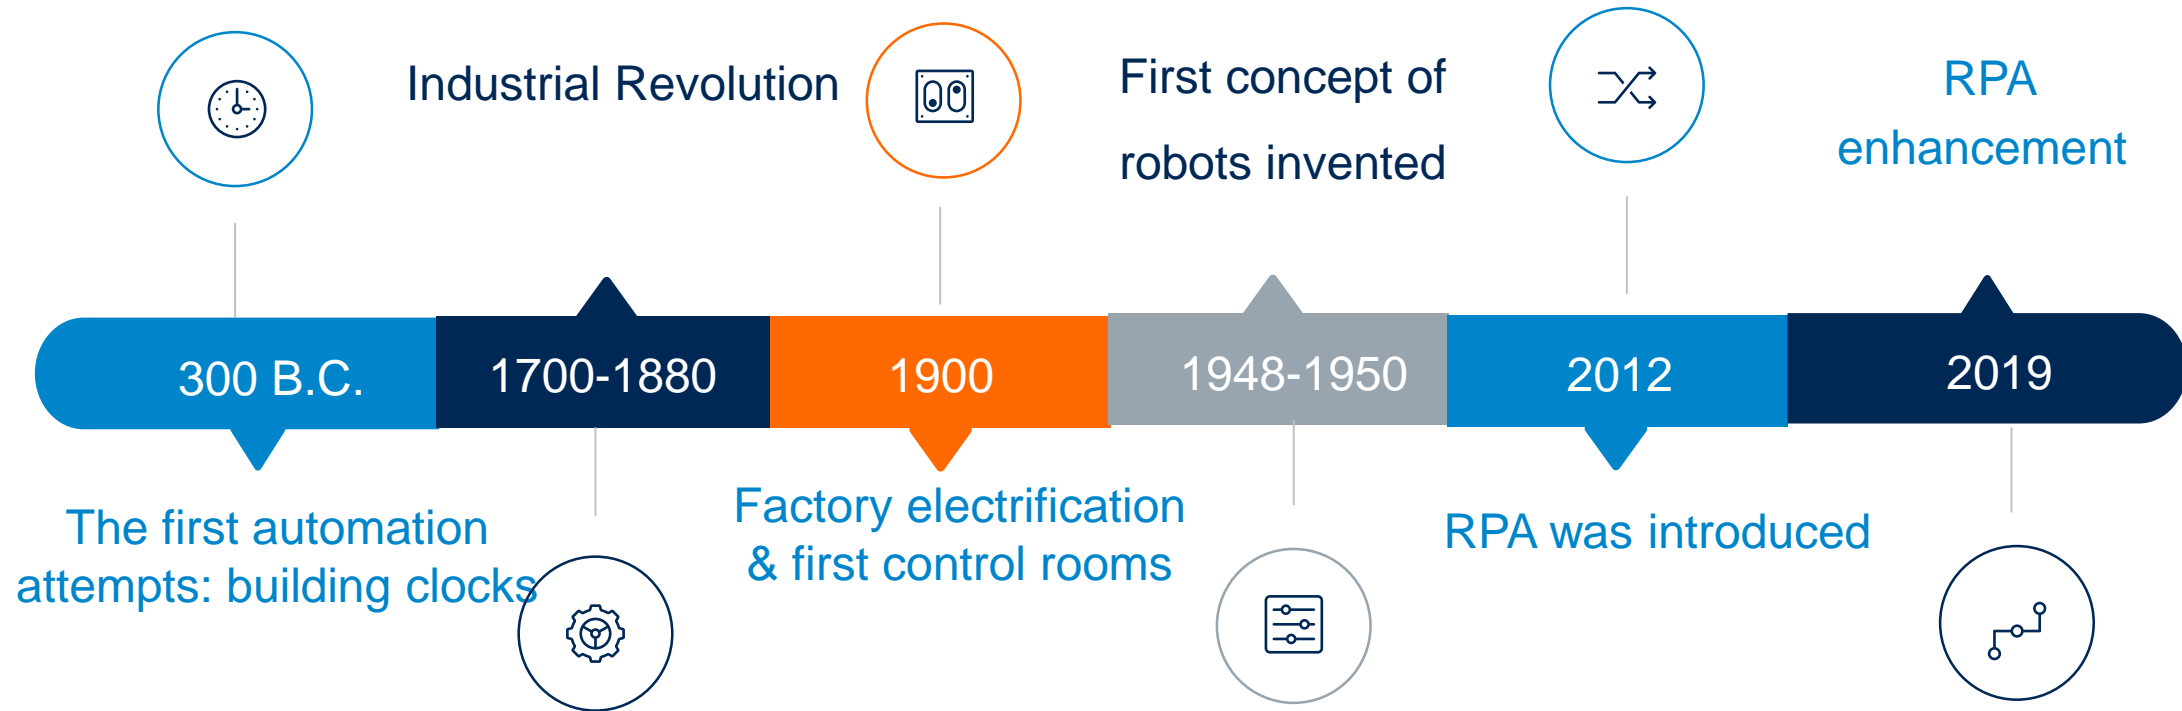 Industrial Revolution
First concept of
robots invented
RPA
enhancement
300 B.C.
1700-1880
1900
1948-1950
2012
2019
The first automation
attempts: building clocks
Factory electrification
& first control rooms
RPA was introduced